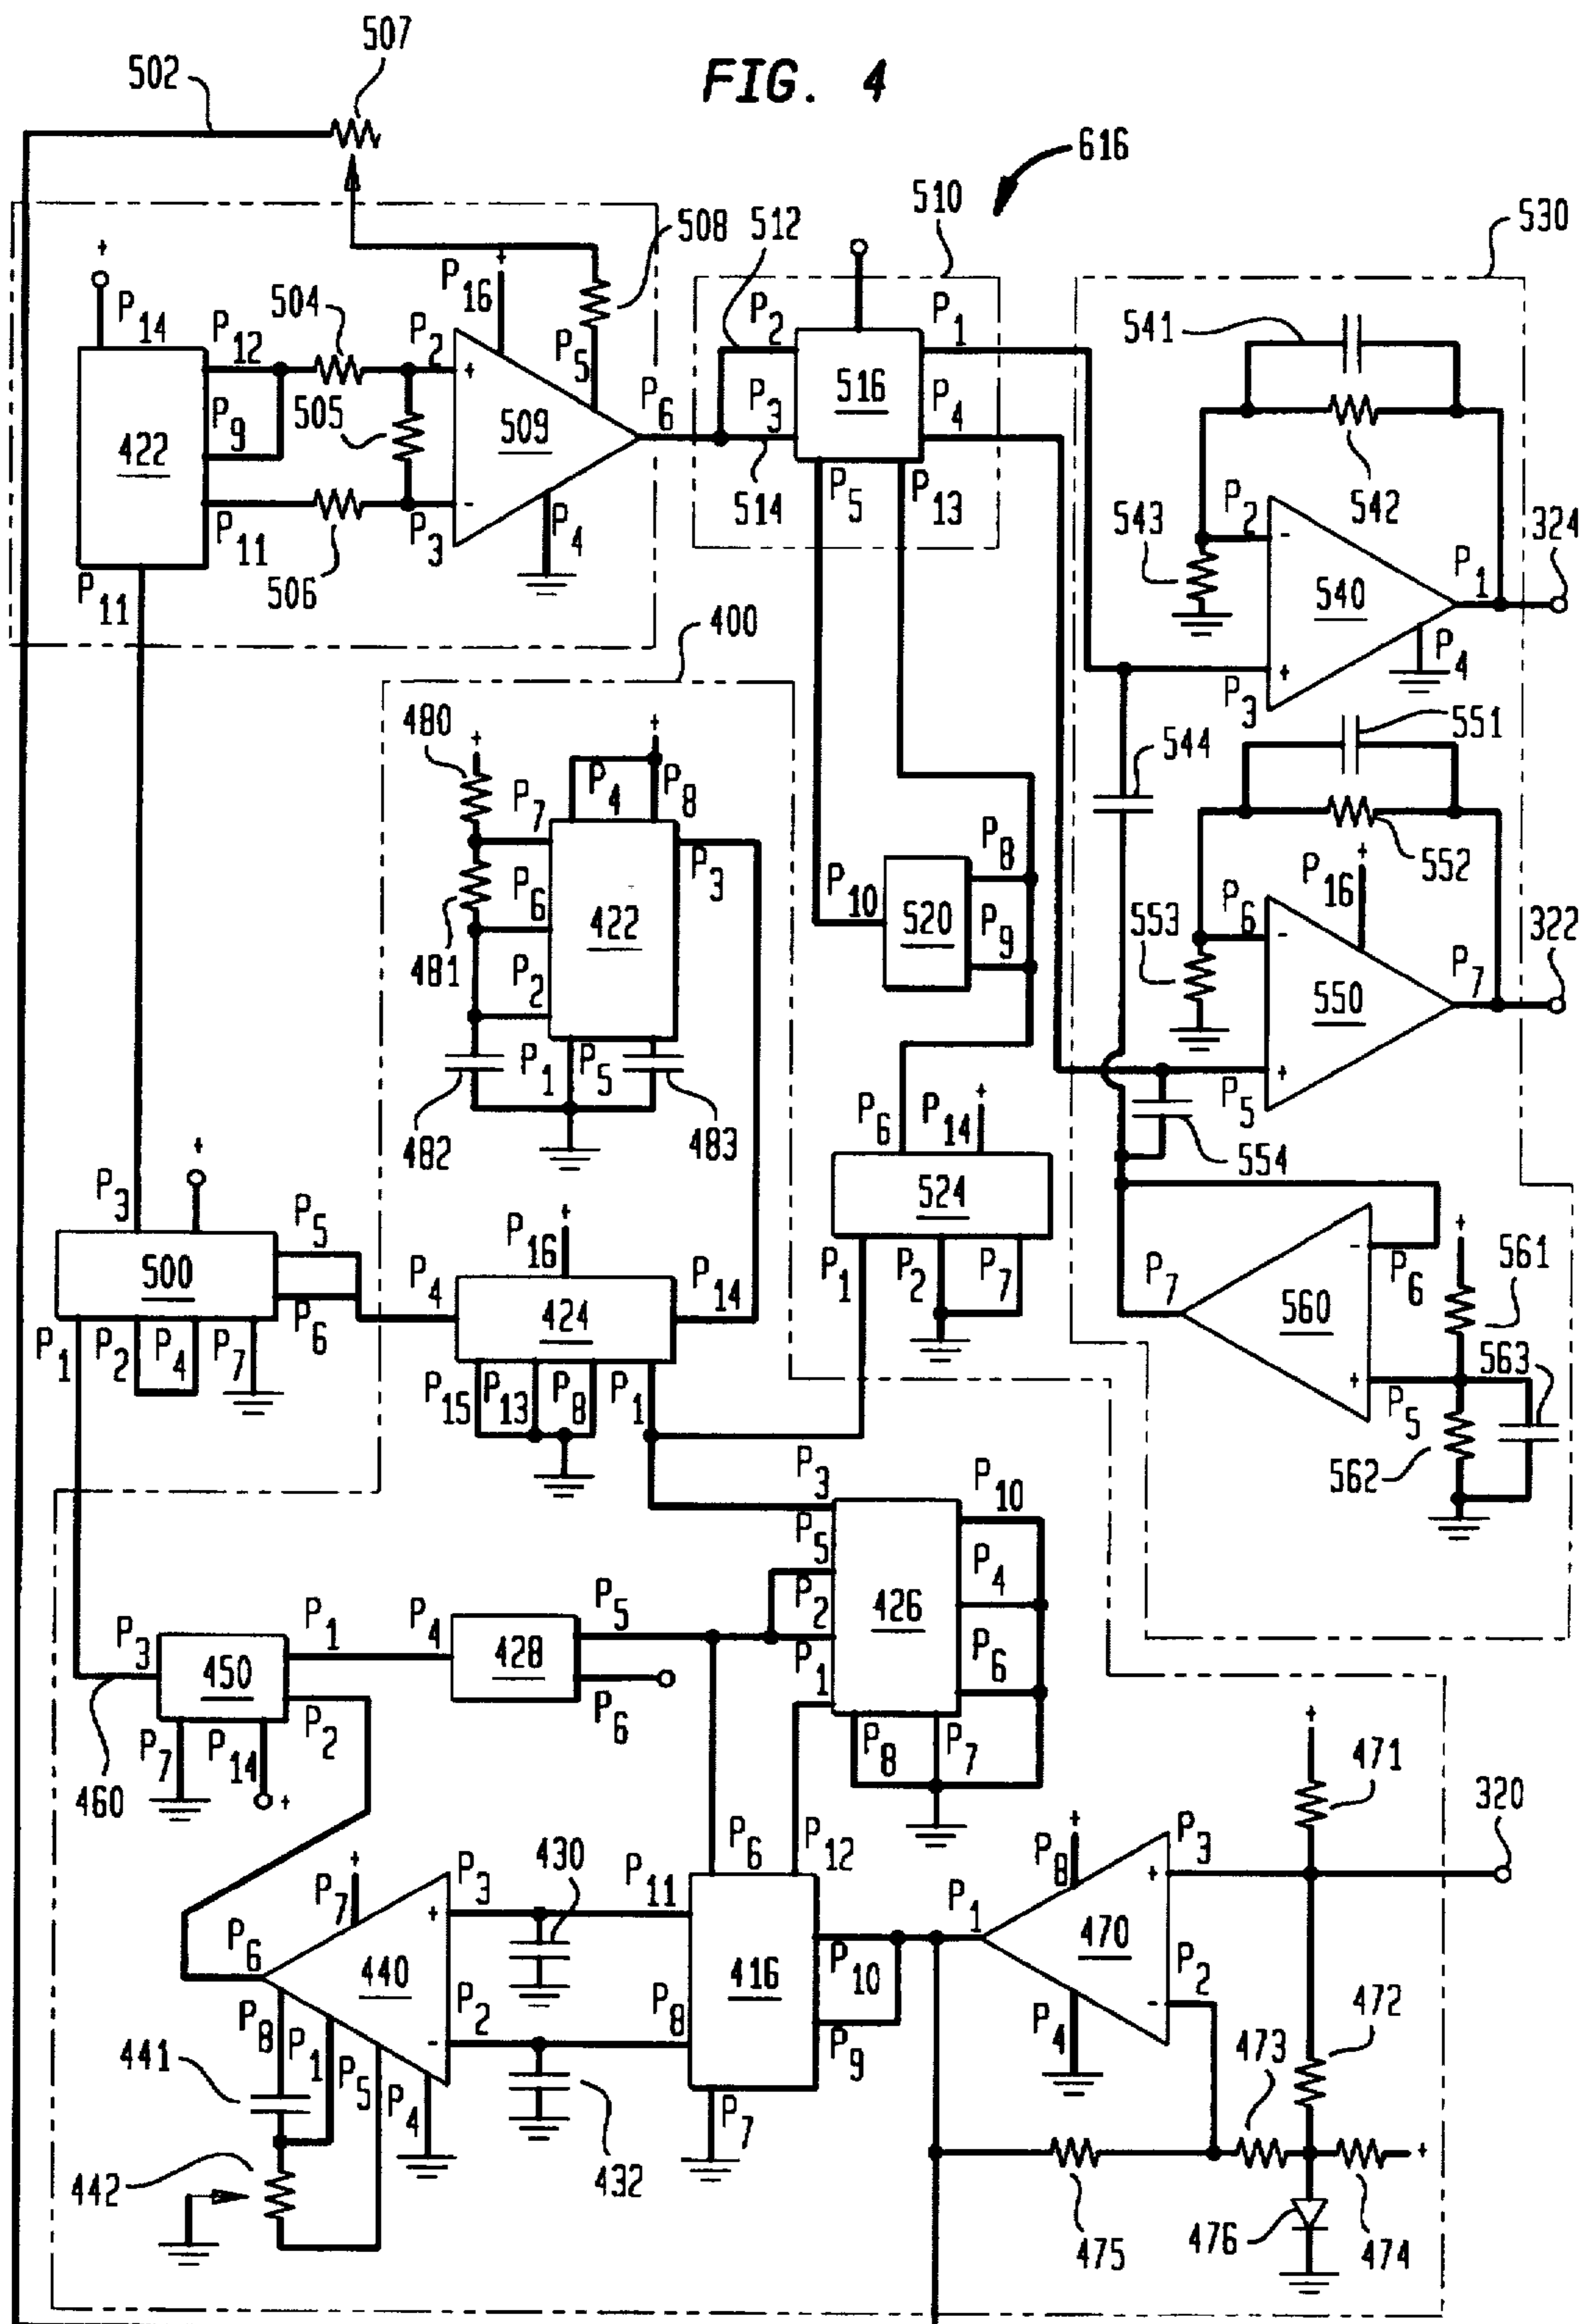 FIG. 4
507
502
616
510
530
512
508
+
P14
P12
504
P2
P16
+
P5
P6
P2
P3
P1
P4
516
541
422
P9
505
+
509
-
P11
506
P3
P4
514
P5
P13
542
543
P2
-
540
P1
324
P4
P3
+
P11
400
480
+
+
P4
P8
P7
P6
P3
422
481
P2
P1
P5
482
483
544
551
552
P8
P10
520
P9
553
P6
-
P16
+
550
P7
322
P5
+
554
P6
P14
+
524
P1
P2
P7
P3
+
P5
500
P6
P1
P2
P4
P7
P4
P16
+
424
P14
P15
P13
P8
P1
P7
560
-
P6
+
561
+
P5
562
563
P3
P5
P2
P1
426
P10
P4
P6
P8
P7
P3
450
P1
P2
P4
428
P5
P6
P7
P14
+
460
P6
P12
430
P11
P3
+
P7
+
440
P6
P2
-
P8
416
P10
P9
P7
P8
P1
P5
P4
441
442
432
P1
P8
+
470
P3
+
P2
-
P4
+
471
320
472
473
+
475
476
474